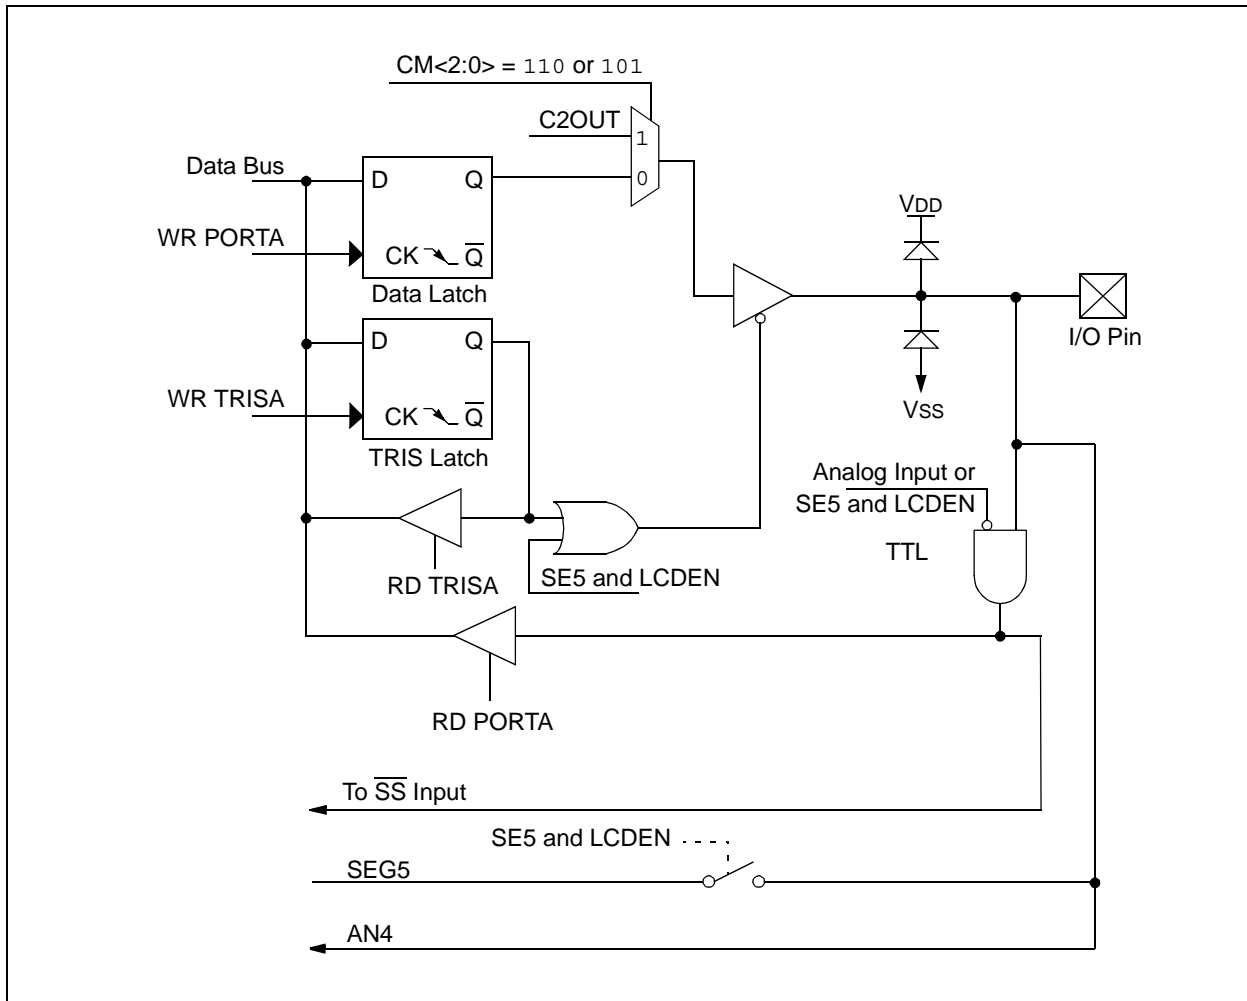 CM<2:0> = 110 or 101
C2OUT
1
0
Data Bus
D
Q
WR PORTA
CK
Q̅
Data Latch
VDD
I/O Pin
VSS
D
Q
WR TRISA
CK
Q̅
TRIS Latch
Analog Input or
SE5 and LCDEN
TTL
RD TRISA
SE5 and LCDEN
RD PORTA
To S̅S̅ Input
SE5 and LCDEN
SEG5
AN4